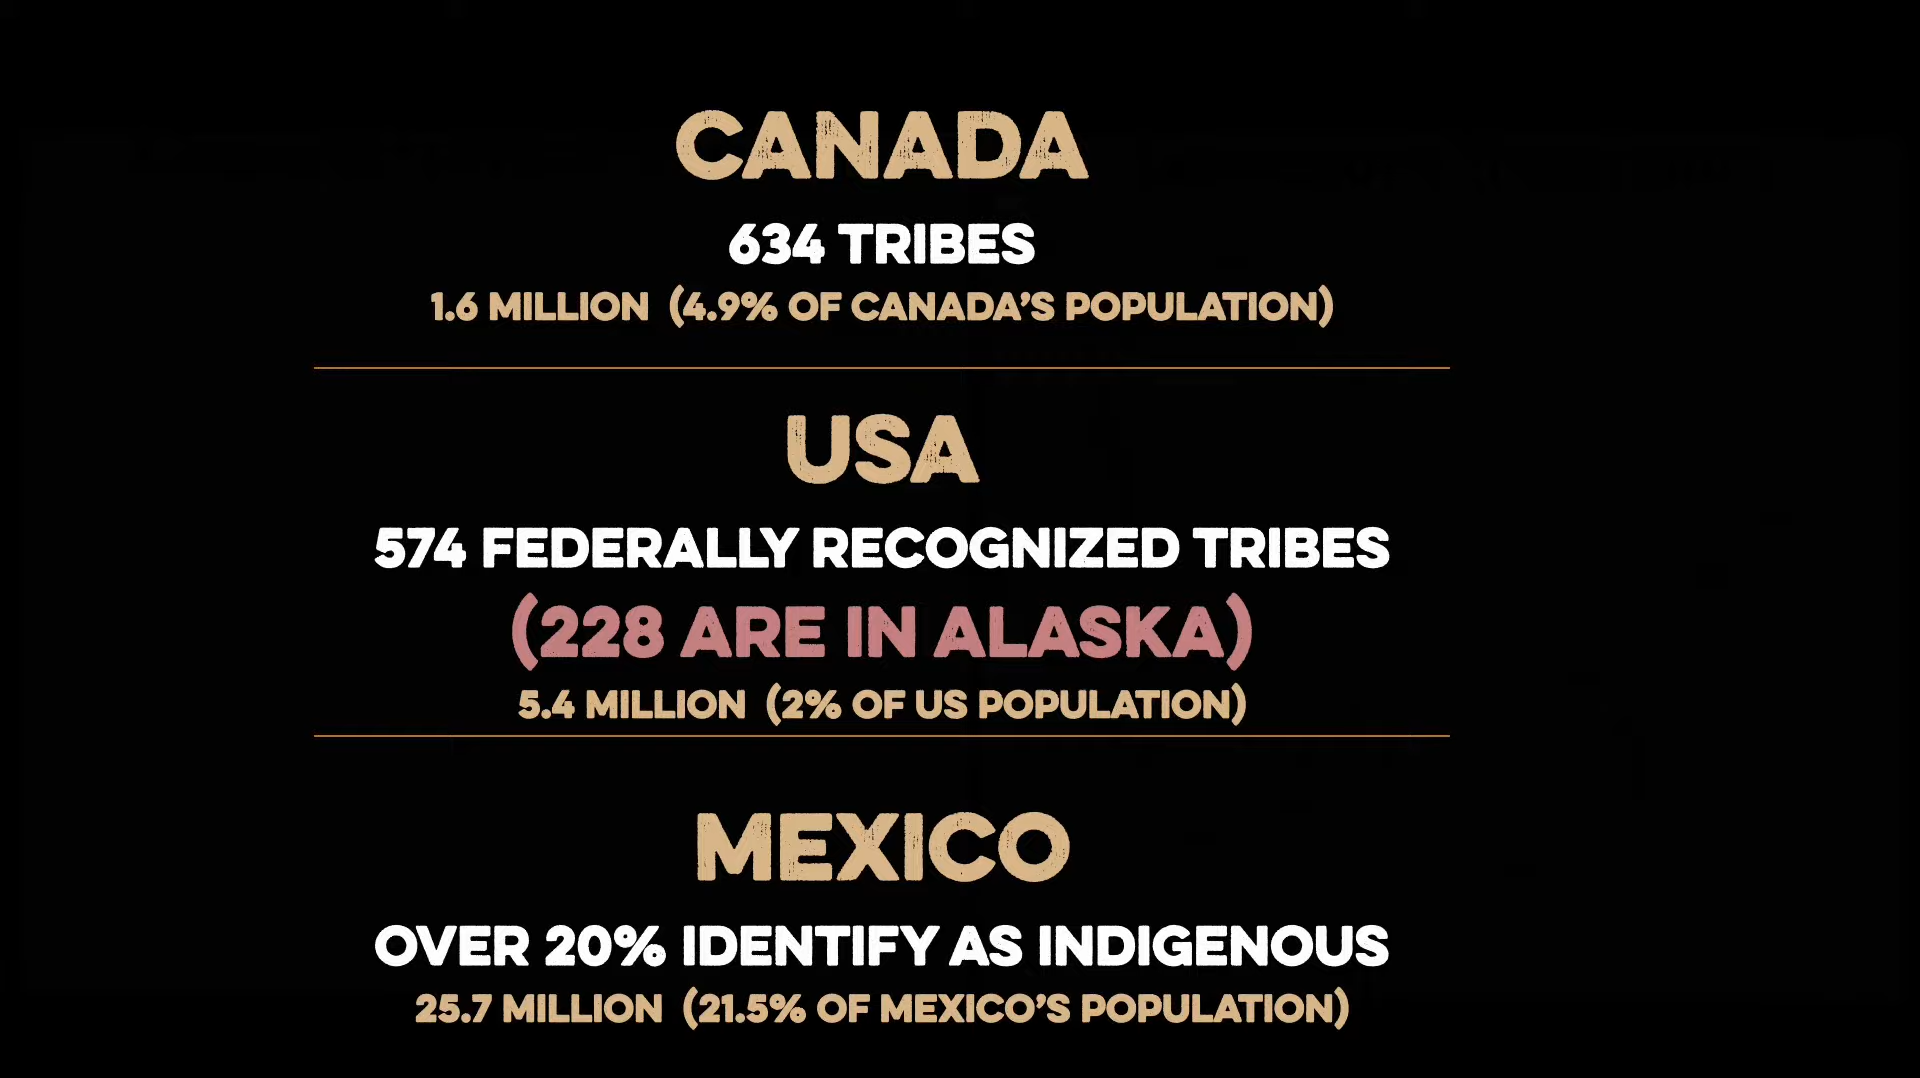 CANADA
634 TRIBES
1.6 MILLION (4.9% OF CANADA'S POPULATION)
USA
574 FEDERALLY RECOGNIZED TRIBES
(228 ARE IN ALASKA)
5.4 MILLION (2% OF US POPULATION)
MEXICO
OVER 20% IDENTIFY AS INDIGENOUS
25.7 MILLION (21.5% OF MEXICO'S POPULATION)